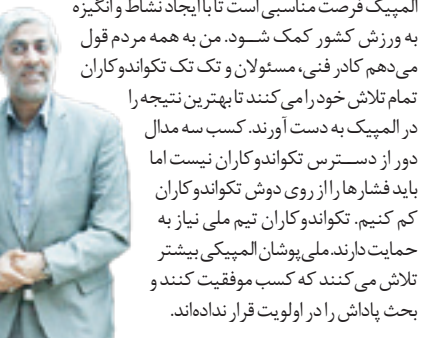 المپیک فرصت مناسبی است تا با ایجاد نشاط و انگیزه
به ورزش کشور کمک شــود. من به همه مردم قول
می‌دهم کادر فنی، مسئولان و تک تک تکواندوکاران
تمام تلاش خود را می کنند تا بهترین نتیجه را
در المپیک به دست آورند. کسب سه مدال
دور از دســترس تکواندوکاران نیست اما
باید فشارها را از روی دوش تکواندوکاران
کم کنیم. تکواندوکاران تیم ملی نیاز به
حمایت دارند.ملی‌پوشان المپیکی بیشتر
تلاش می کنند که کسب موفقیت کنند و
بحث پاداش را در اولویت قرار نداده‌اند.